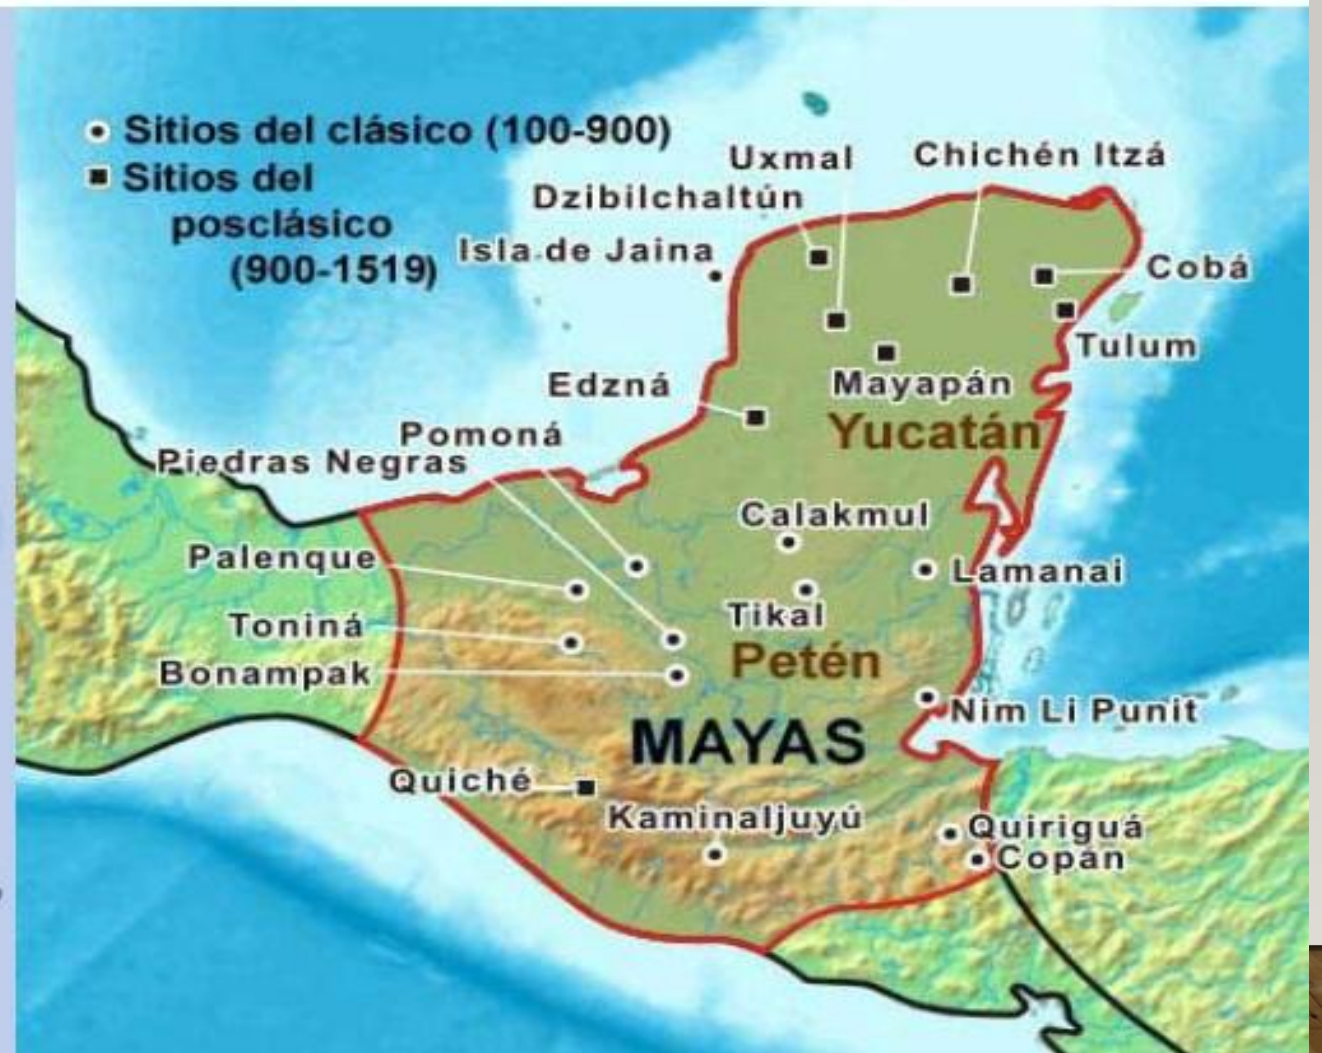 Sitios del clásico (100-900)
Sitios del
posclásico
(900-1519)
Uxmal
Chichén Itzá
Dzibilchaltún
Isla de Jaina
Cobá
Tulum
Edzná
Mayapán
Yucatán
Pomoná
Piedras Negras
Calakmul
Palenque
Lamanai
Tikal
Toniná
Petén
Bonampak
Nim Li Punit
MAYAS
Quiché
Kaminaljuyú
Quiriguá
Copán